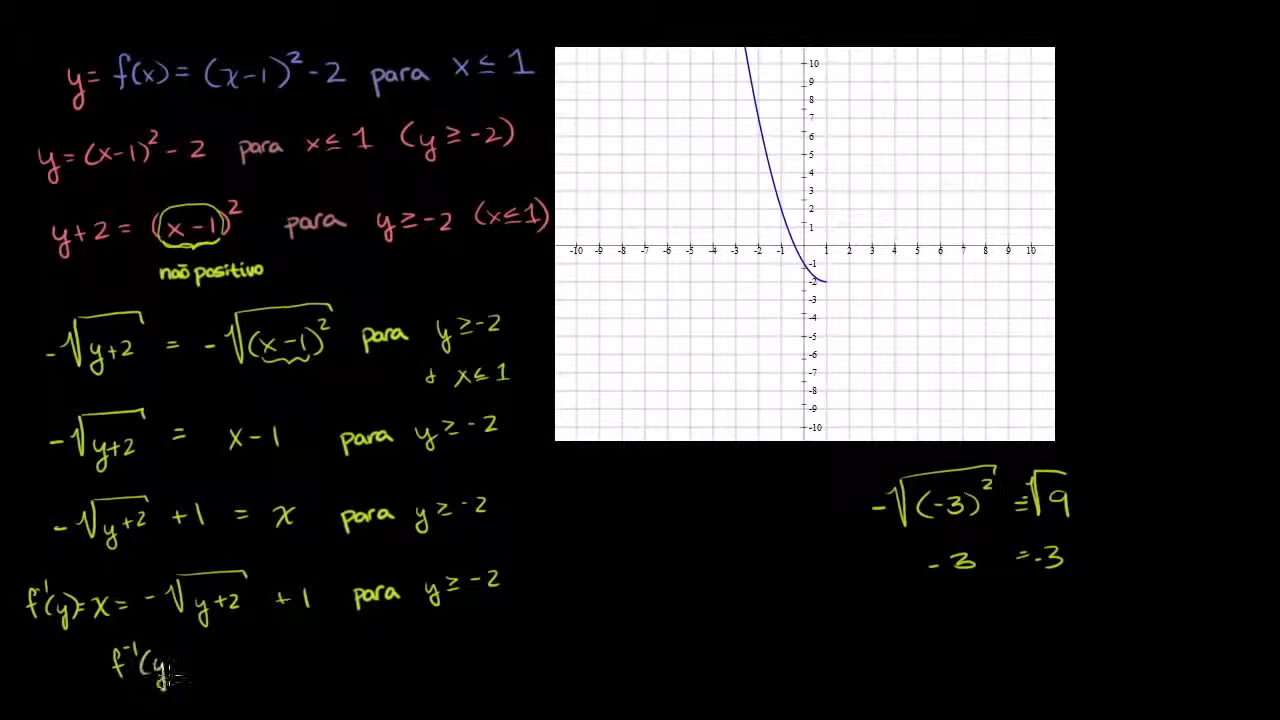 y = f(x) = (x-1)² - 2 para x ≤ 1
y = (x-1)² - 2 para x ≤ 1 (y ≥ -2)
y+2 = (x-1)² para y ≥ -2 (x ≤ 1)
não positivo
-√(y+2) = -√((x-1)²) para y ≥ -2
+ x ≤ 1
-√(y+2) = x-1 para y ≥ -2
-√(y+2) + 1 = x para y ≥ -2
f⁻¹(y) = x = -√(y+2) + 1 para y ≥ -2
f⁻¹(y
10
9
8
7
6
5
4
3
2
1
-10 -9 -8 -7 -6 -5 -4 -3 -2 -1 1 2 3 4 5 6 7 8 9 10
-1
-2
-3
-4
-5
-6
-7
-8
-9
-10
-√((-3)²) = -√9
-3 = -3